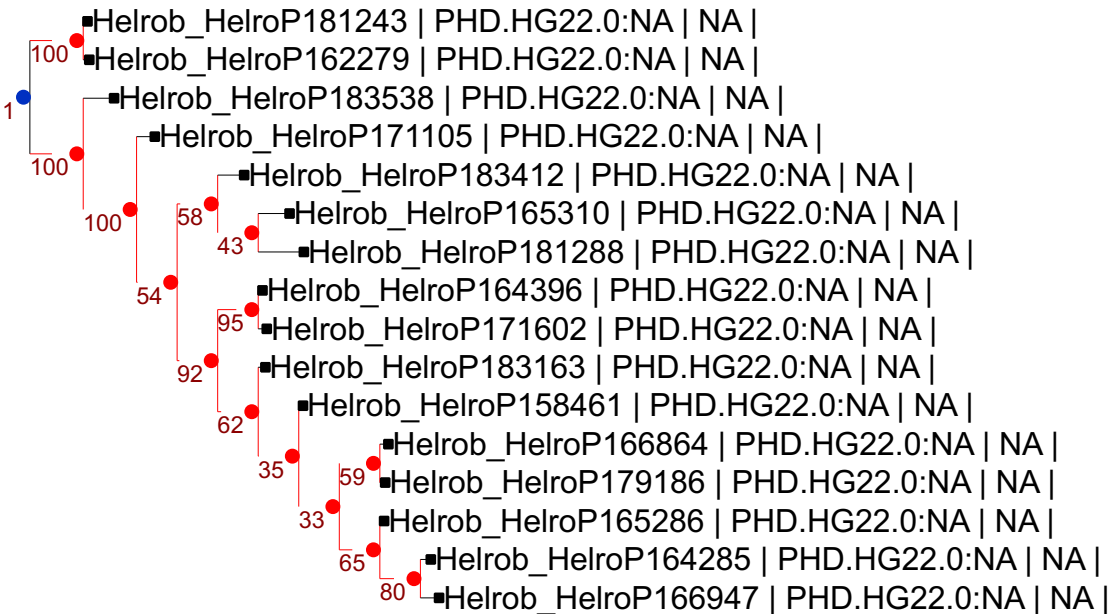 Helrob_HelroP181243 | PHD.HG22.0:NA | NA |
100
Helrob_HelroP162279 | PHD.HG22.0:NA | NA |
Helrob_HelroP183538 | PHD.HG22.0:NA | NA |
1
Helrob_HelroP171105 | PHD.HG22.0:NA | NA |
100
Helrob_HelroP183412 | PHD.HG22.0:NA | NA |
58
Helrob_HelroP165310 | PHD.HG22.0:NA | NA |
100
43
Helrob_HelroP181288 | PHD.HG22.0:NA | NA |
Helrob_HelroP164396 | PHD.HG22.0:NA | NA |
54
95
Helrob_HelroP171602 | PHD.HG22.0:NA | NA |
Helrob_HelroP183163 | PHD.HG22.0:NA | NA |
92
Helrob_HelroP158461 | PHD.HG22.0:NA | NA |
62
Helrob_HelroP166864 | PHD.HG22.0:NA | NA |
35
59
Helrob_HelroP179186 | PHD.HG22.0:NA | NA |
Helrob_HelroP165286 | PHD.HG22.0:NA | NA |
33
Helrob_HelroP164285 | PHD.HG22.0:NA | NA |
65
80
Helrob_HelroP166947 | PHD.HG22.0:NA | NA |